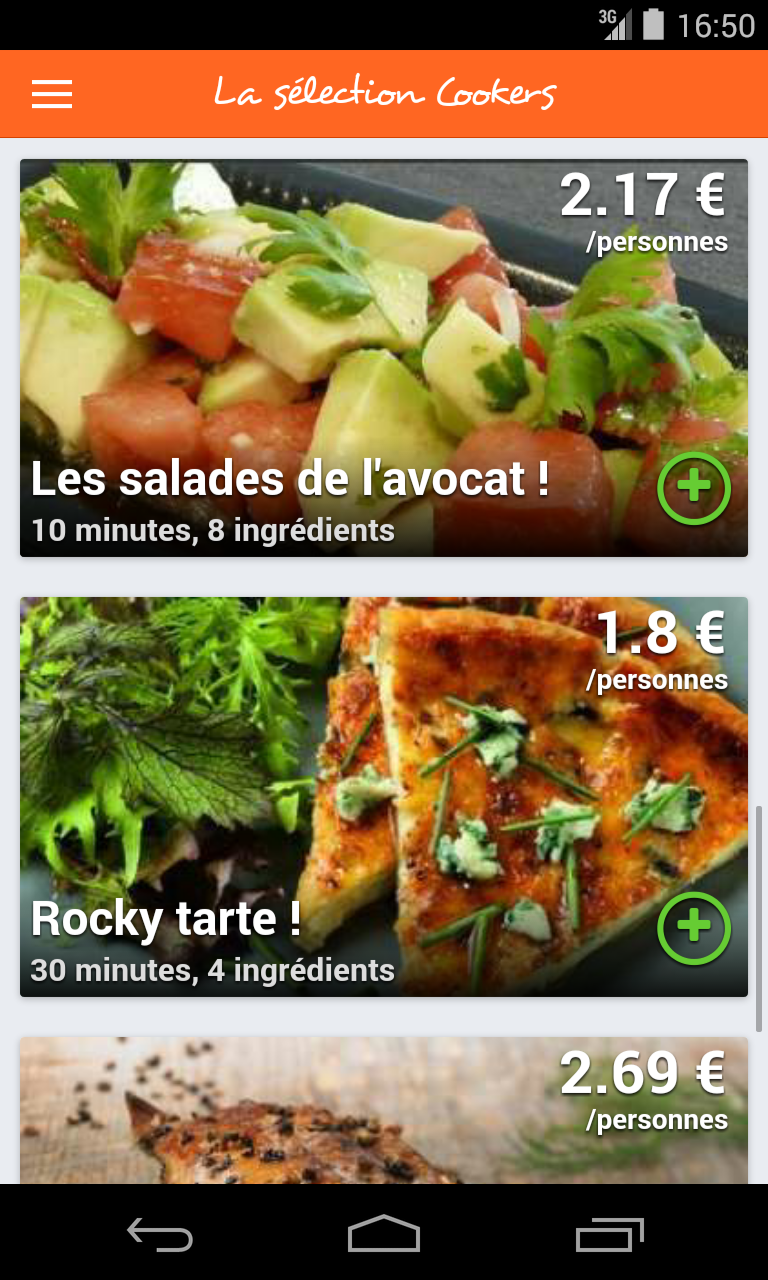 3G 16:50
La sélection Cookers
2.17 €
/personnes
Les salades de l'avocat !
10 minutes, 8 ingrédients
1.8 €
/personnes
Rocky tarte !
30 minutes, 4 ingrédients
2.69 €
/personnes